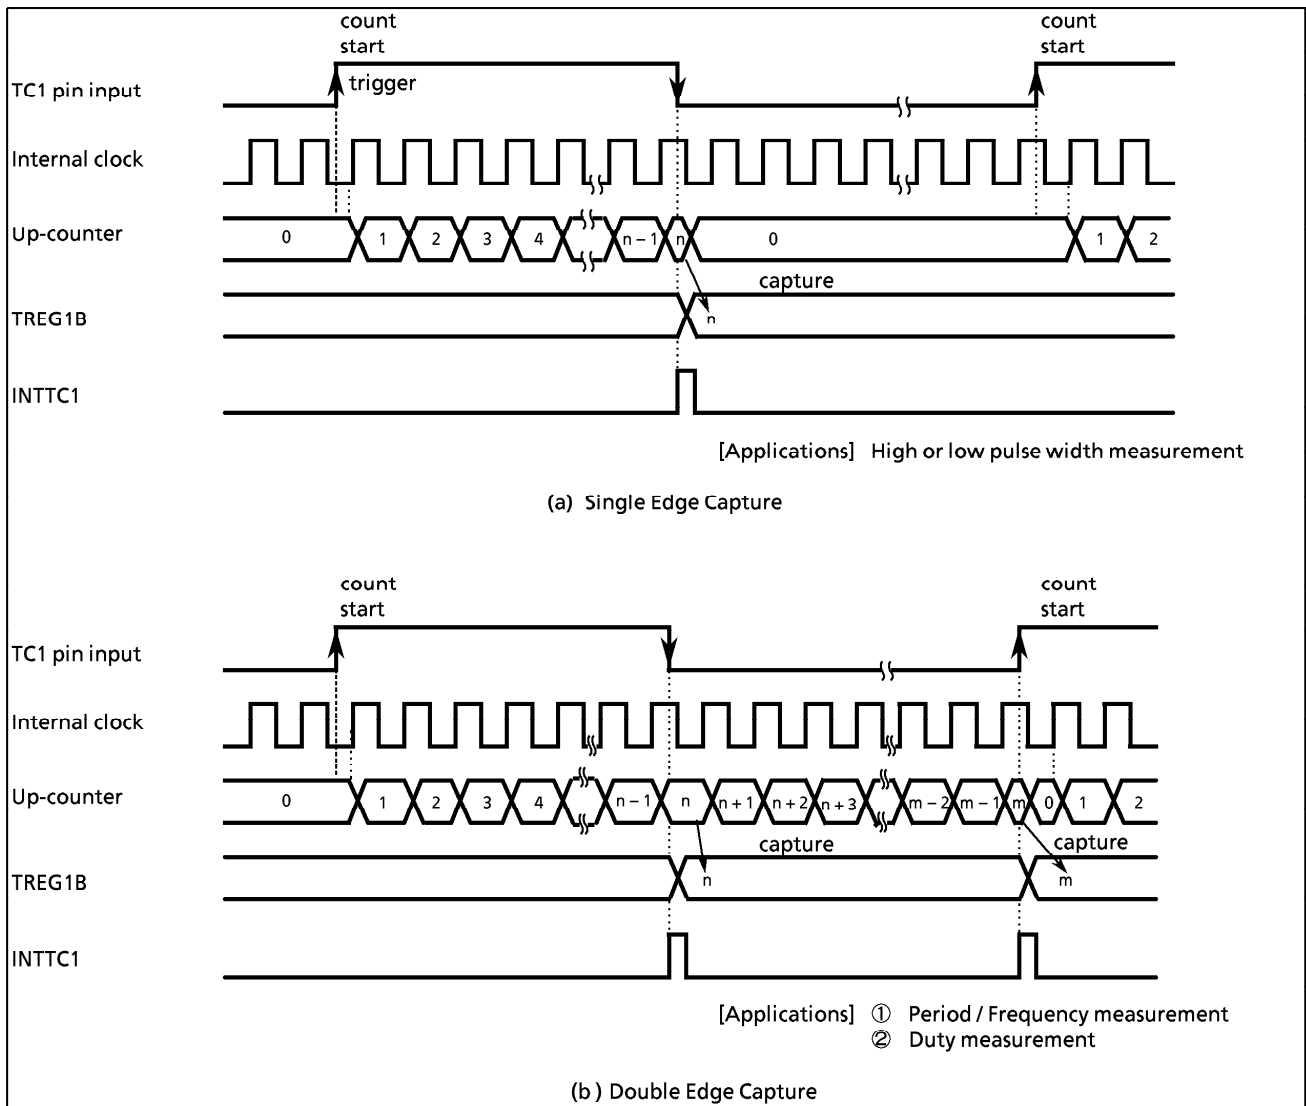 count
start
count
start
TC1 pin input
trigger
Internal clock
Up-counter
0 1 2 3 4 n – 1 n 0 1 2
capture
TREG1B
n
INTTC1
[Applications] High or low pulse width measurement
(a) Single Edge Capture
count
start
count
start
TC1 pin input
Internal clock
Up-counter
0 1 2 3 4 n – 1 n n + 1 n + 2 n + 3 m – 2 m – 1 m 0 1 2
capture
capture
TREG1B
n
m
INTTC1
[Applications] ① Period / Frequency measurement
② Duty measurement
(b) Double Edge Capture